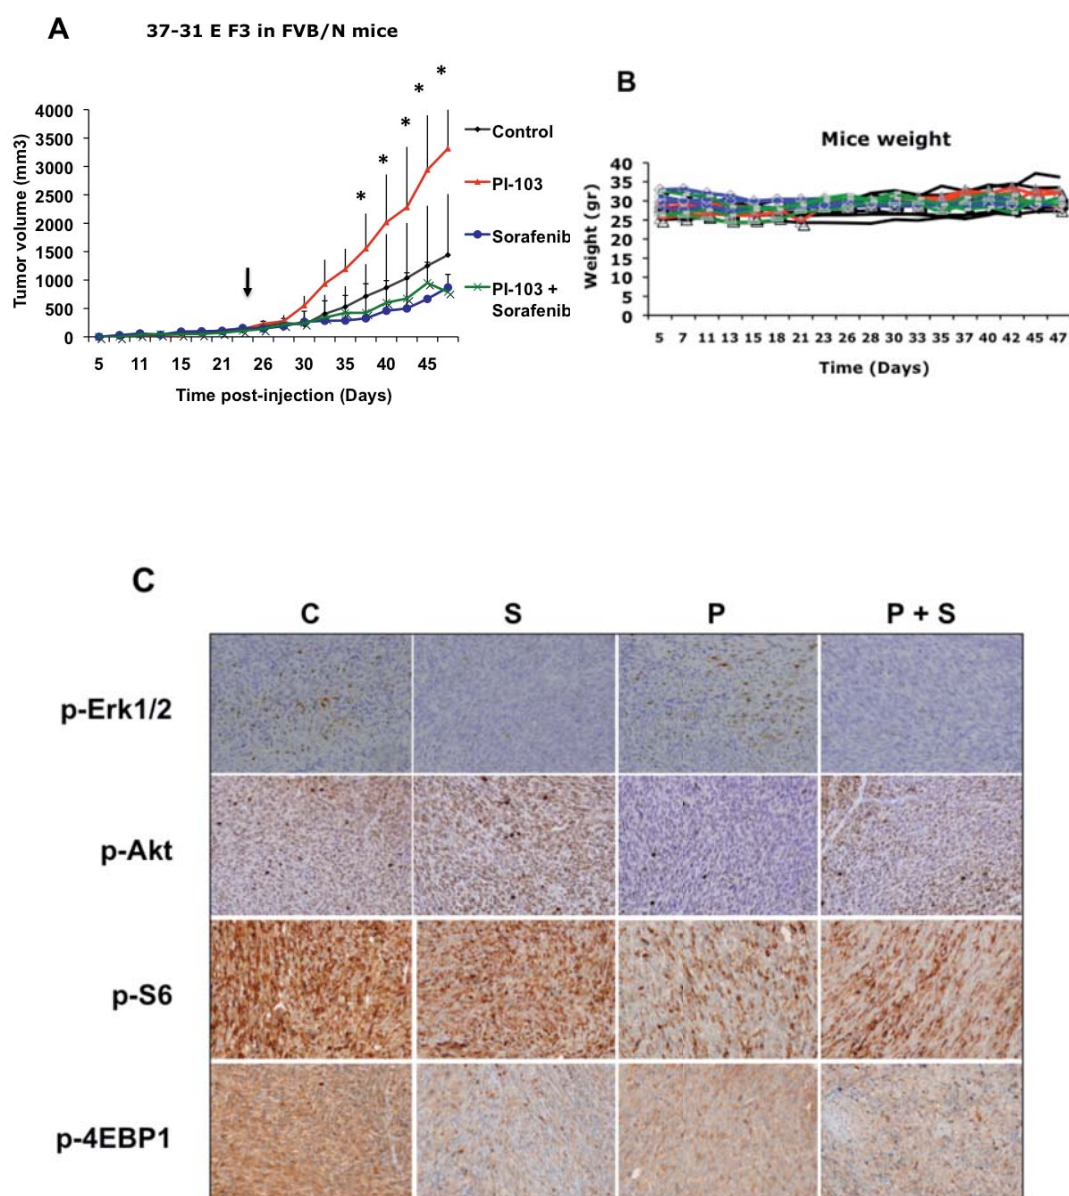 A
37-31 E F3 in FVB/N mice
Tumor volume (mm3)
4000
3500
3000
2500
2000
1500
1000
500
0
* * * * *
5 11 15 21 26 30 35 40 45
Time post-injection (Days)
Control
PI-103
Sorafenib
PI-103 +
Sorafenib
B
Mice weight
Weight (gr)
40
35
30
25
20
15
10
5
0
5 7 11 13 15 18 21 26 28 30 33 35 37 40 42 45 47
Time (Days)
C
C S P P + S
p-Erk1/2
p-Akt
p-S6
p-4EBP1